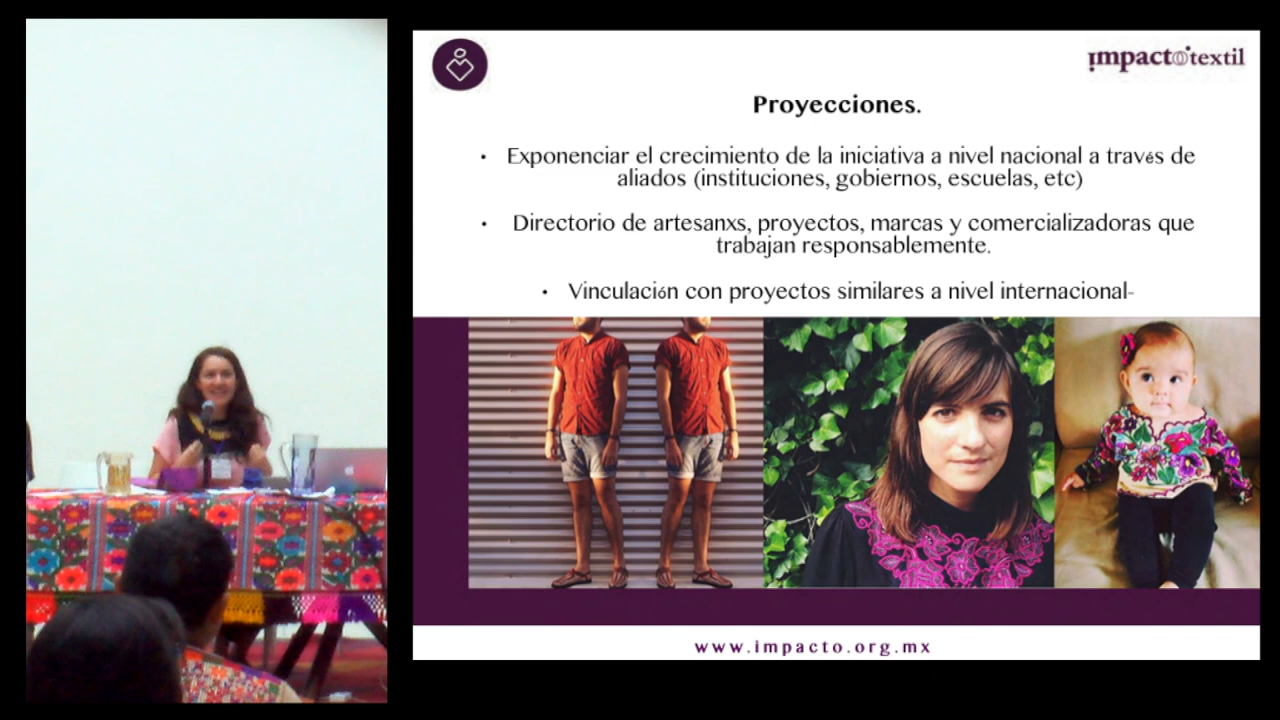 impacto textil
Proyecciones.
• Exponenciar el crecimiento de la iniciativa a nivel nacional a través de
aliados (instituciones, gobiernos, escuelas, etc)
• Directorio de artesanxs, proyectos, marcas y comercializadoras que
trabajan responsablemente.
• Vinculación con proyectos similares a nivel internacional-
www.impacto.org.mx